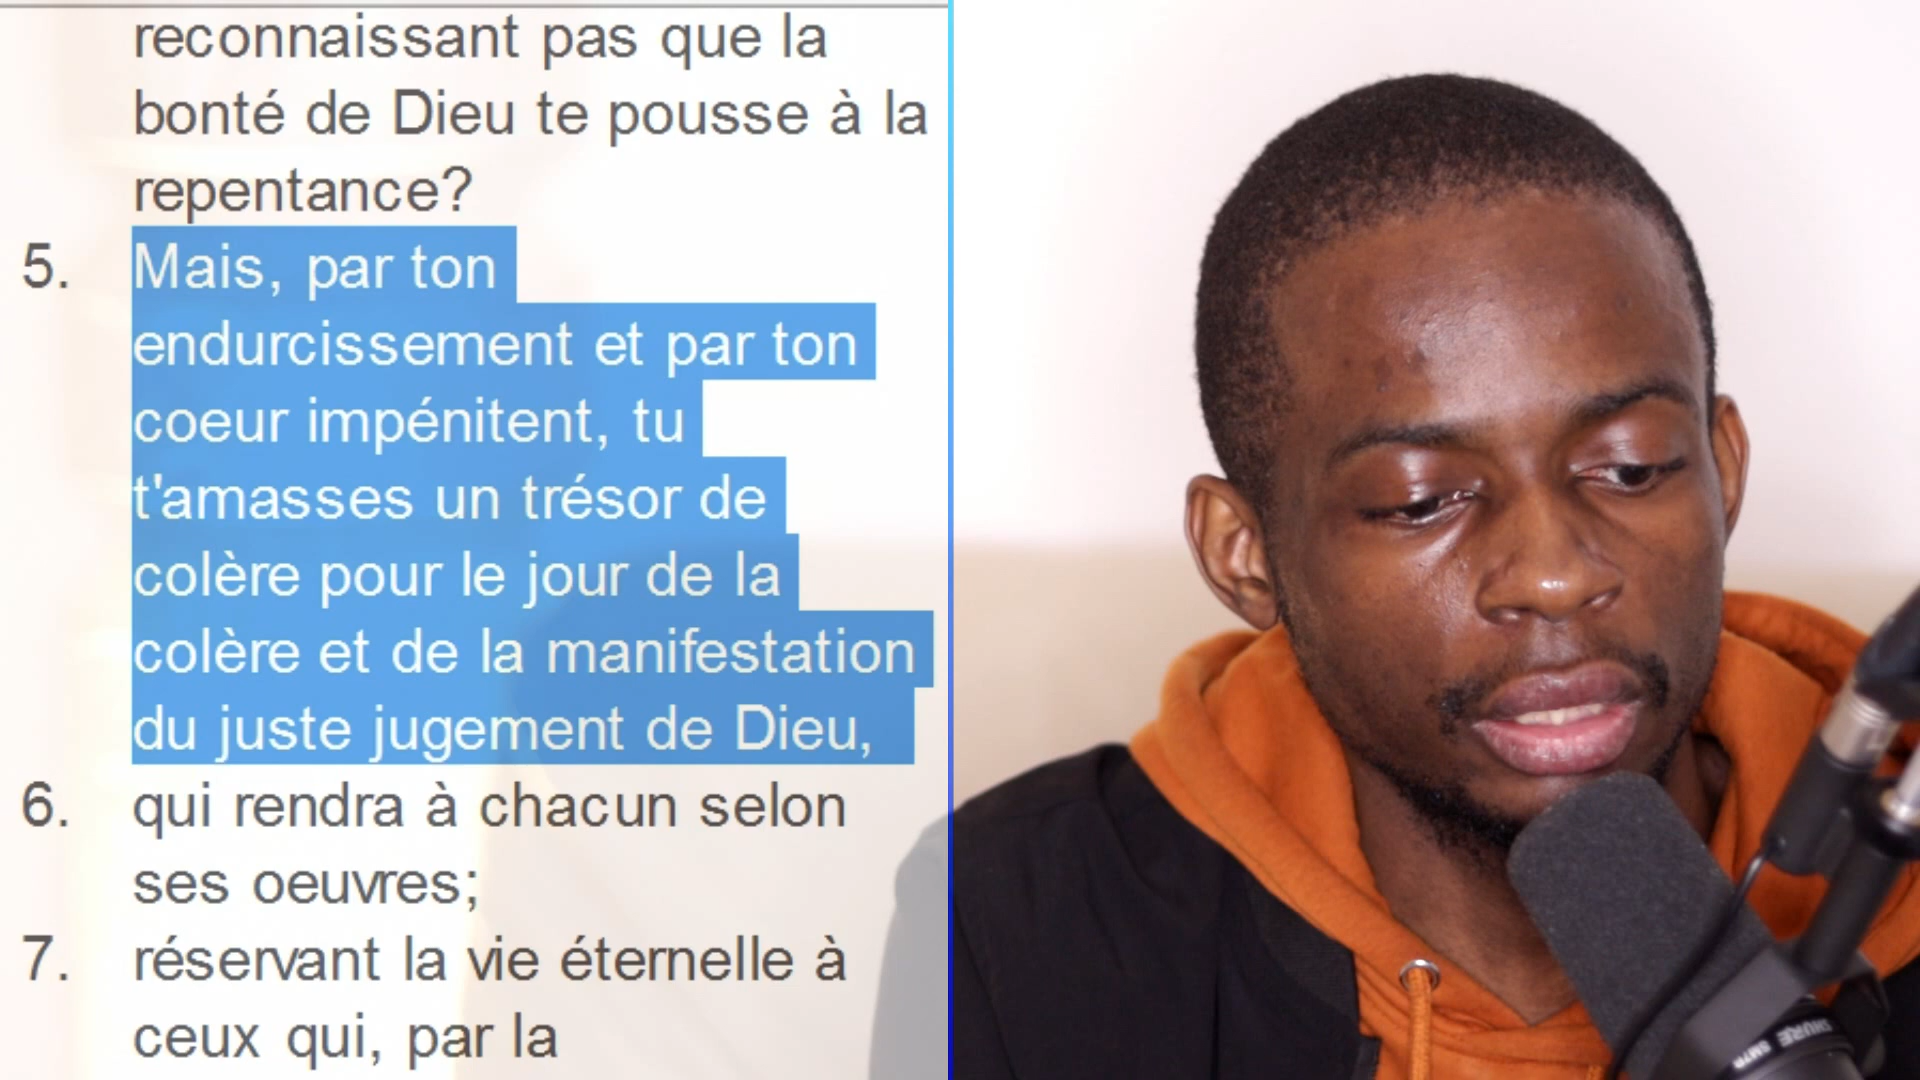 reconnaissant pas que la
bonté de Dieu te pousse à la
repentance?
5. Mais, par ton
endurcissement et par ton
coeur impénitent, tu
t'amasses un trésor de
colère pour le jour de la
colère et de la manifestation
du juste jugement de Dieu,
6. qui rendra à chacun selon
ses oeuvres;
7. réservant la vie éternelle à
ceux qui, par la
SHURE SM7B